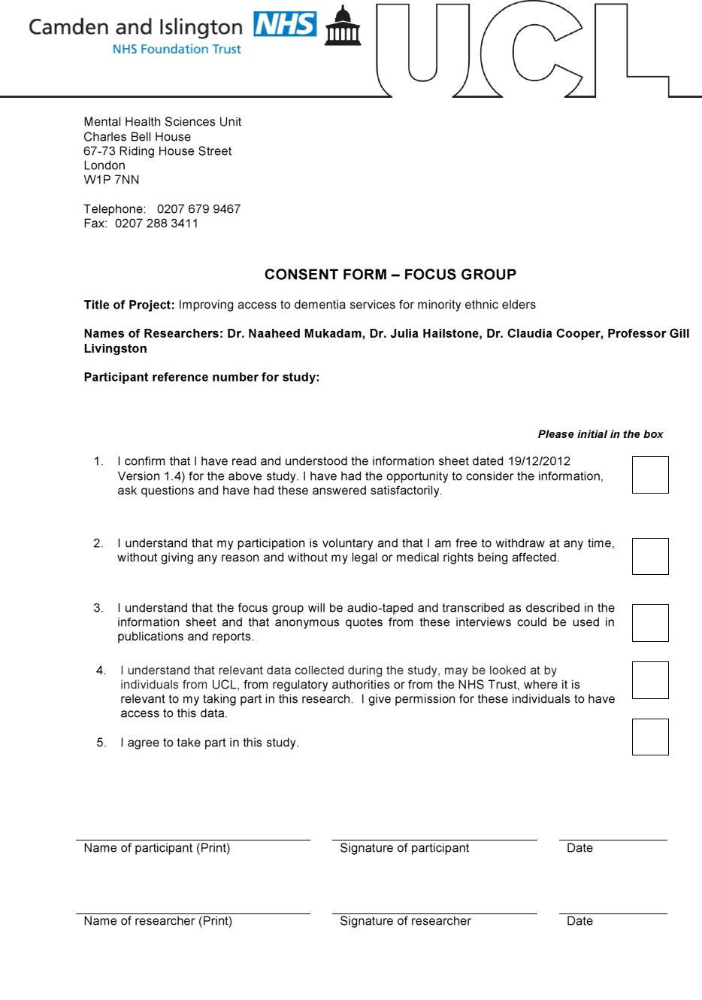 Camden and Islington NHS
NHS Foundation Trust
UCL
Mental Health Sciences Unit
Charles Bell House
67-73 Riding House Street
London
W1P 7NN
Telephone: 0207 679 9467
Fax: 0207 288 3411
CONSENT FORM – FOCUS GROUP
Title of Project: Improving access to dementia services for minority ethnic elders
Names of Researchers: Dr. Naaheed Mukadam, Dr. Julia Hailstone, Dr. Claudia Cooper, Professor Gill
Livingston
Participant reference number for study:
Please initial in the box
1. I confirm that I have read and understood the information sheet dated 19/12/2012
Version 1.4) for the above study. I have had the opportunity to consider the information,
ask questions and have had these answered satisfactorily.
2. I understand that my participation is voluntary and that I am free to withdraw at any time,
without giving any reason and without my legal or medical rights being affected.
3. I understand that the focus group will be audio-taped and transcribed as described in the
information sheet and that anonymous quotes from these interviews could be used in
publications and reports.
4. I understand that relevant data collected during the study, may be looked at by
individuals from UCL, from regulatory authorities or from the NHS Trust, where it is
relevant to my taking part in this research. I give permission for these individuals to have
access to this data.
5. I agree to take part in this study.
Name of participant (Print) Signature of participant Date
Name of researcher (Print) Signature of researcher Date